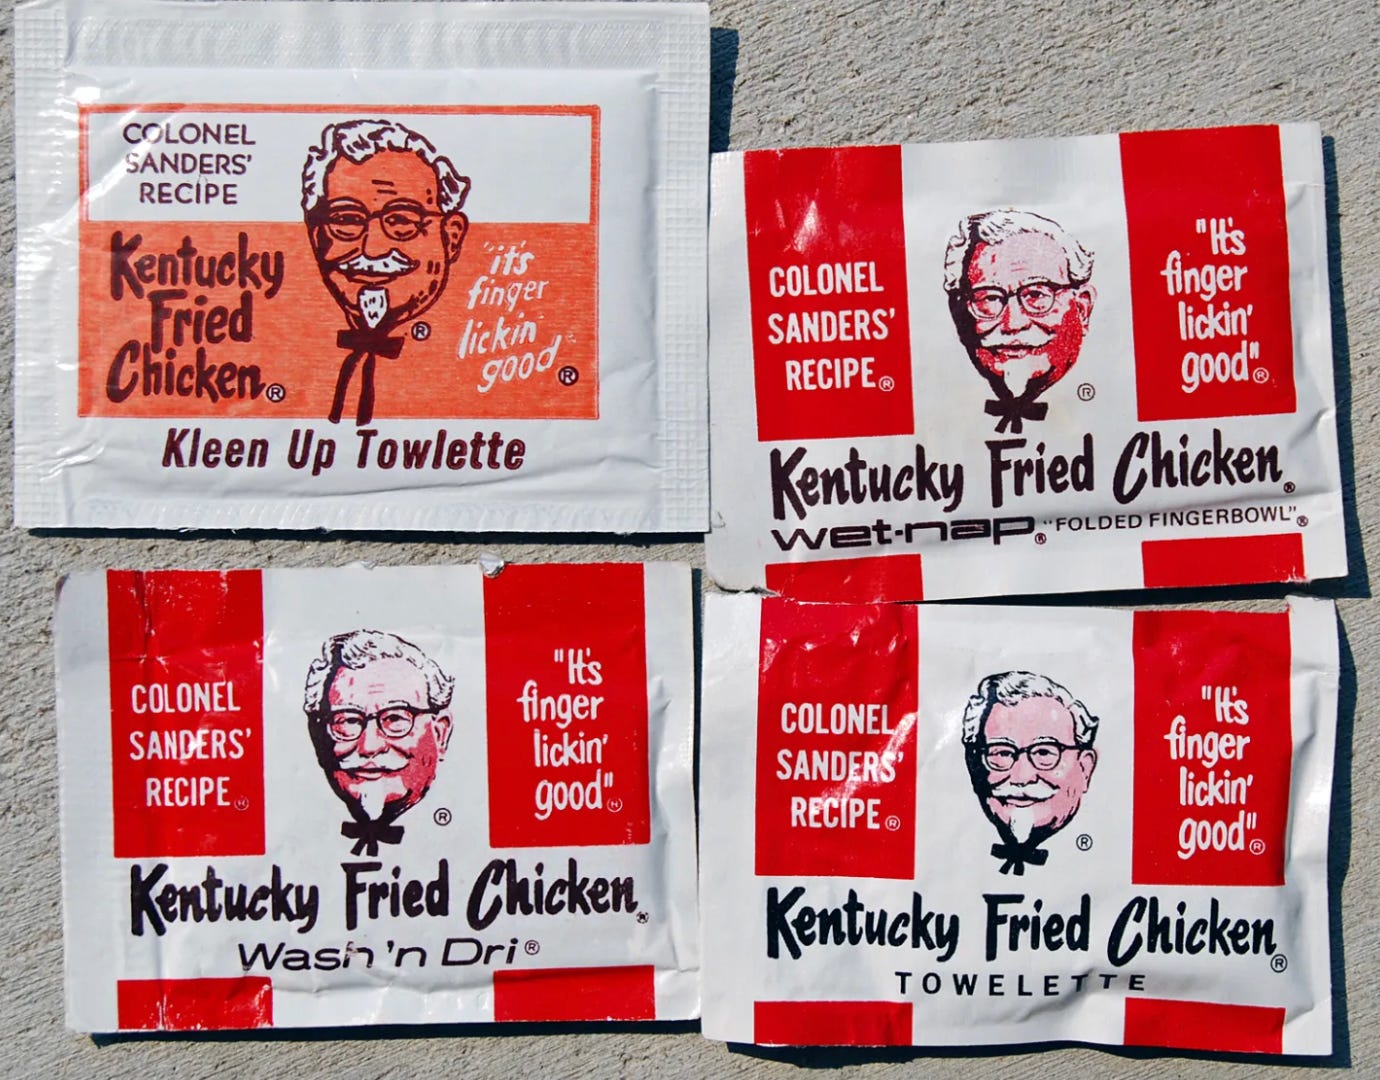 COLONEL
SANDERS'
RECIPE
Kentucky
Fried
Chicken®
"it's
finger
lickin'
good®
®
Kleen Up Towlette
COLONEL
SANDERS'
RECIPE®
®
"It's
finger
lickin'
good"®
Kentucky Fried Chicken®
wet-nap® "FOLDED FINGERBOWL"®
COLONEL
SANDERS'
RECIPE®
®
"It's
finger
lickin'
good"®
Kentucky Fried Chicken®
Wash 'n Dri®
COLONEL
SANDERS'
RECIPE®
®
"It's
finger
lickin'
good"®
Kentucky Fried Chicken®
TOWELETTE